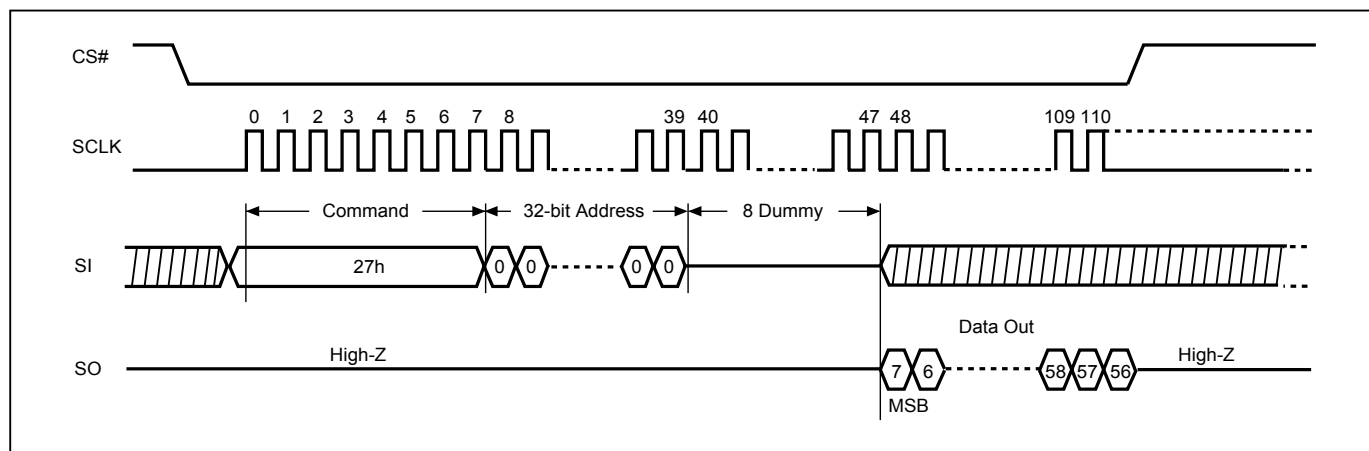 CS#
0 1 2 3 4 5 6 7 8 39 40 47 48 109 110
SCLK
Command 32-bit Address 8 Dummy
SI 27h 0 0 0 0
Data Out
High-Z High-Z
SO 7 6 58 57 56
MSB